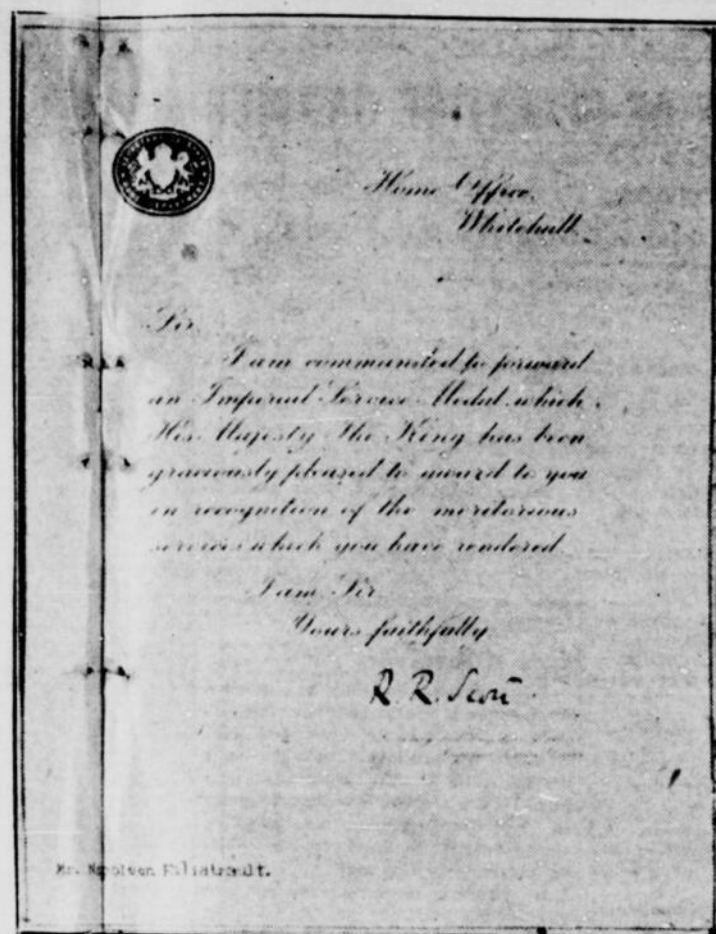 Home Office,
Whitehall.
Sir,
I am commanded to forward
an Imperial Service Medal which
His Majesty The King has been
graciously pleased to award to you
in recognition of the meritorious
services which you have rendered.
I am Sir
Yours faithfully
R. R. Scott
Mr. Napoleon Filiatrault.